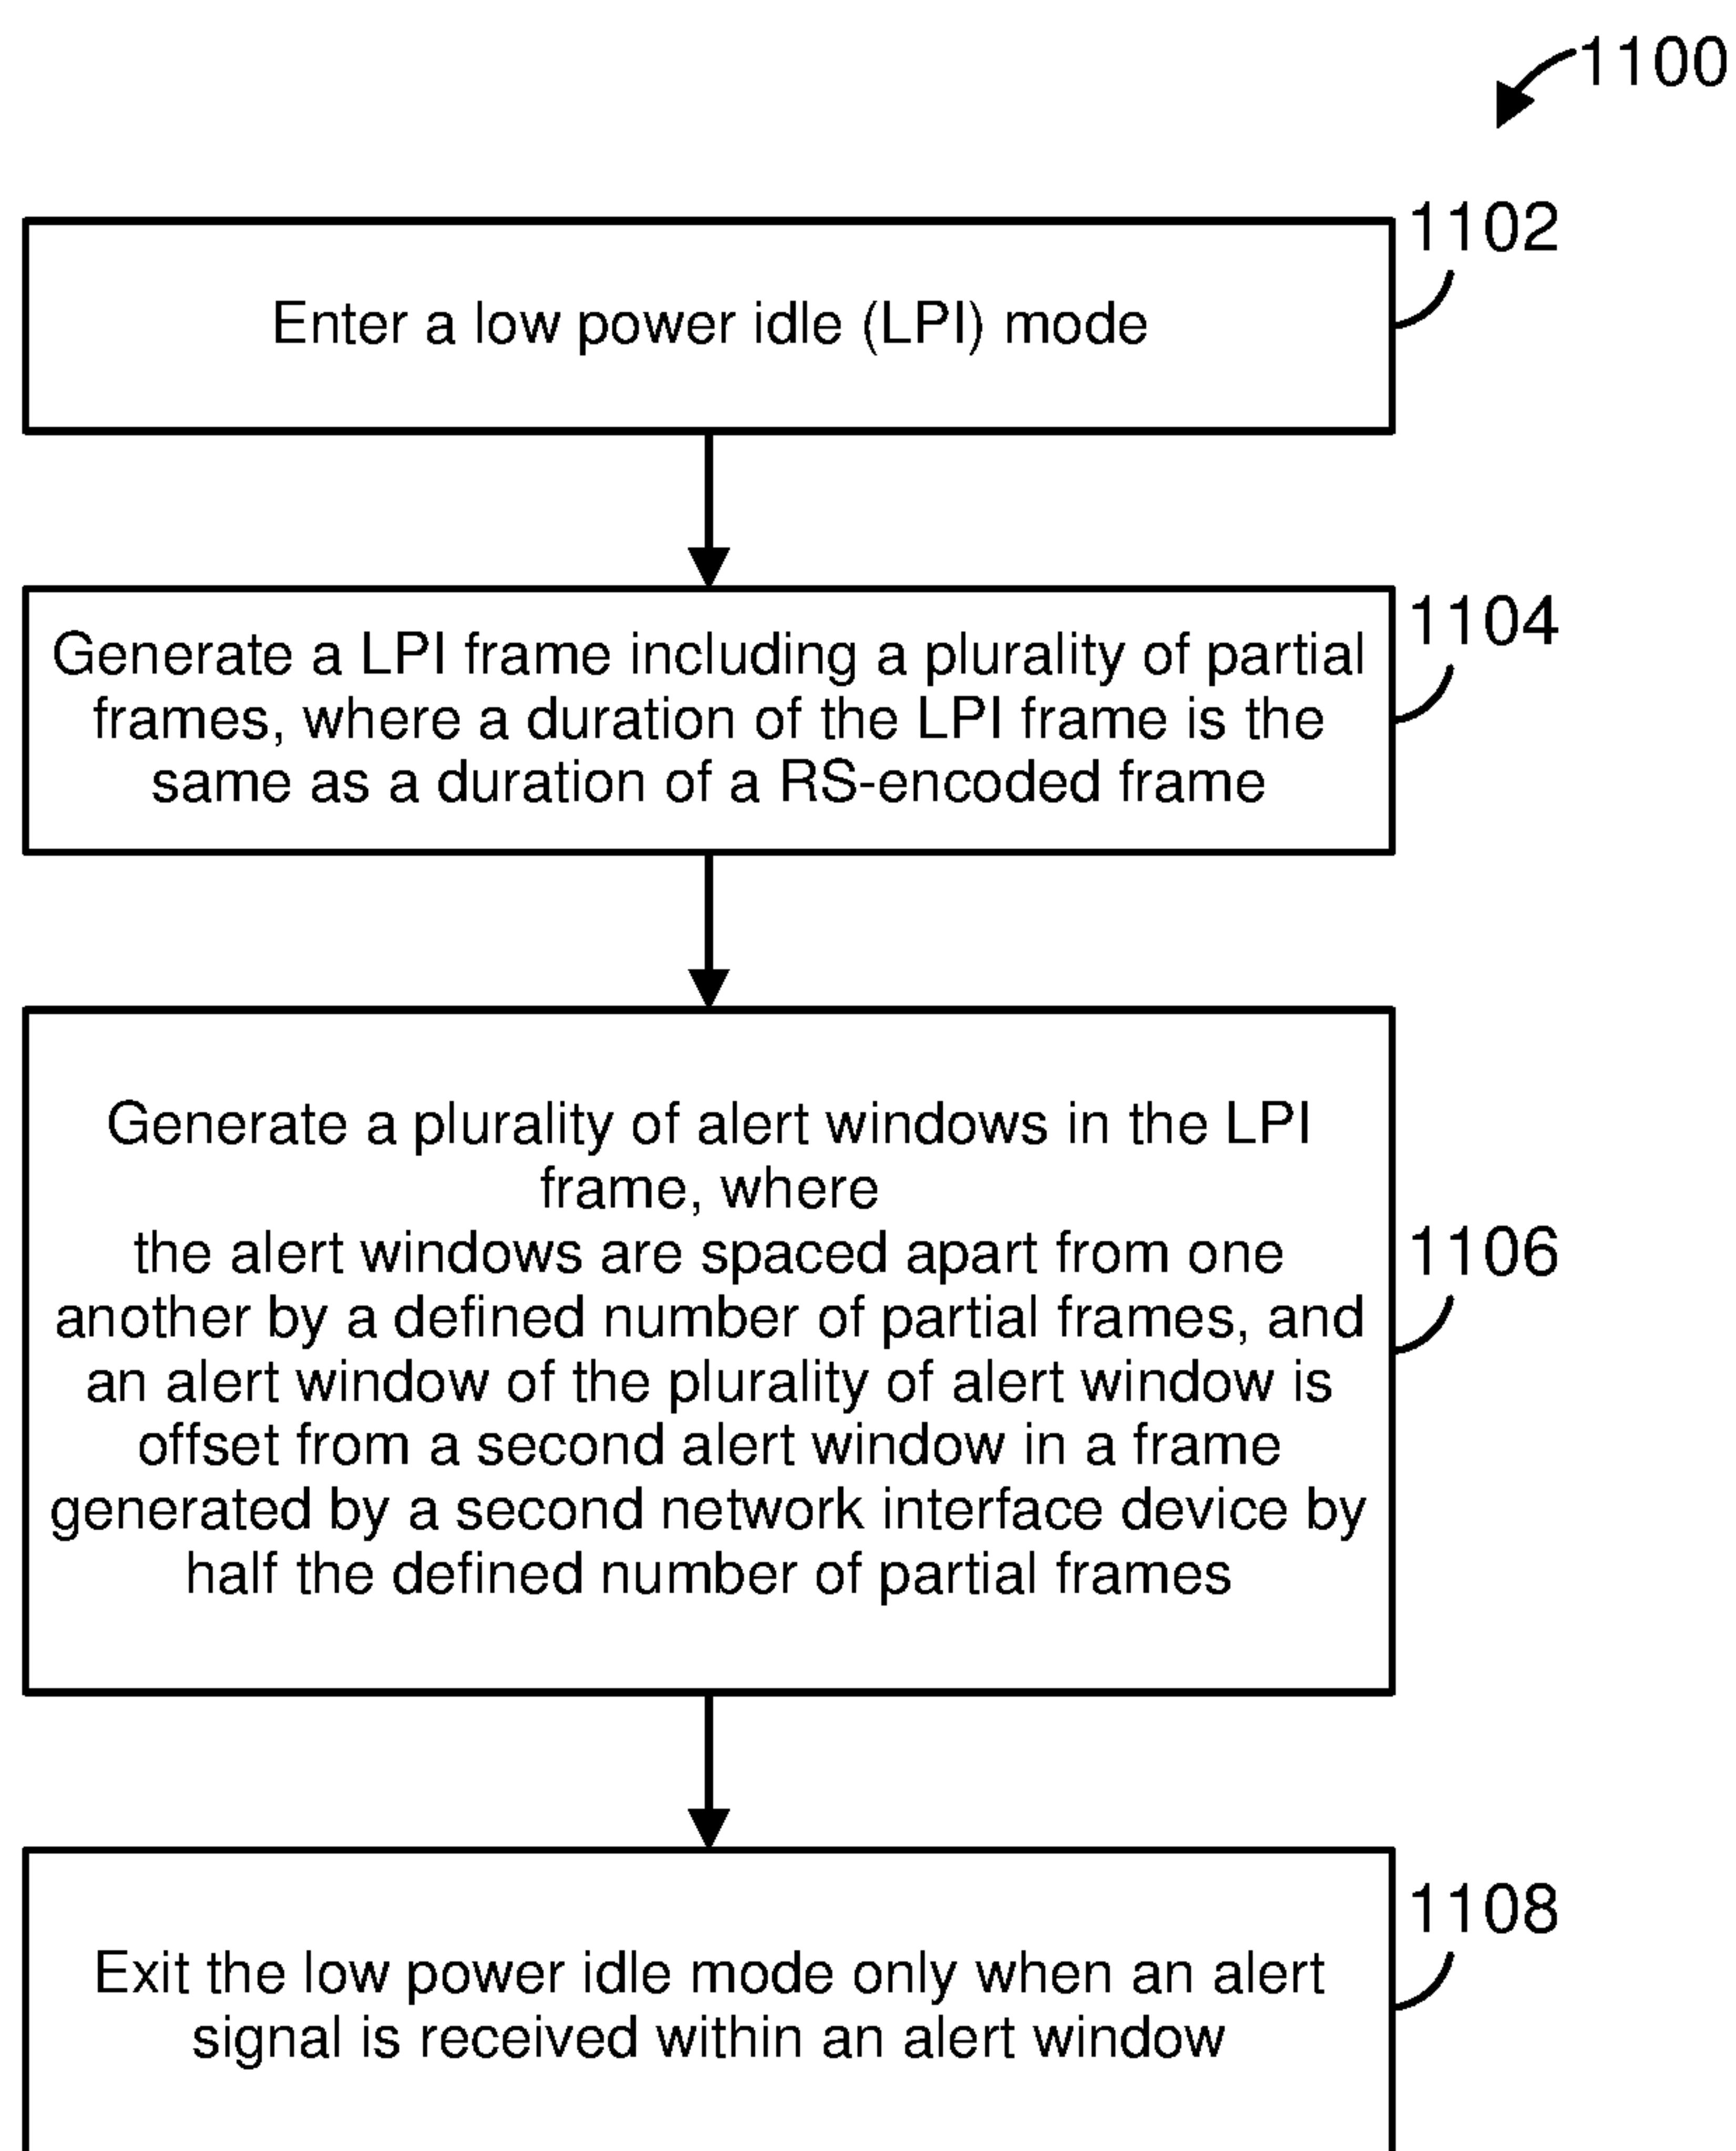 1100
1102
Enter a low power idle (LPI) mode
1104
Generate a LPI frame including a plurality of partial
frames, where a duration of the LPI frame is the
same as a duration of a RS-encoded frame
Generate a plurality of alert windows in the LPI
frame, where
the alert windows are spaced apart from one
another by a defined number of partial frames, and
an alert window of the plurality of alert window is
offset from a second alert window in a frame
generated by a second network interface device by
half the defined number of partial frames
1106
1108
Exit the low power idle mode only when an alert
signal is received within an alert window